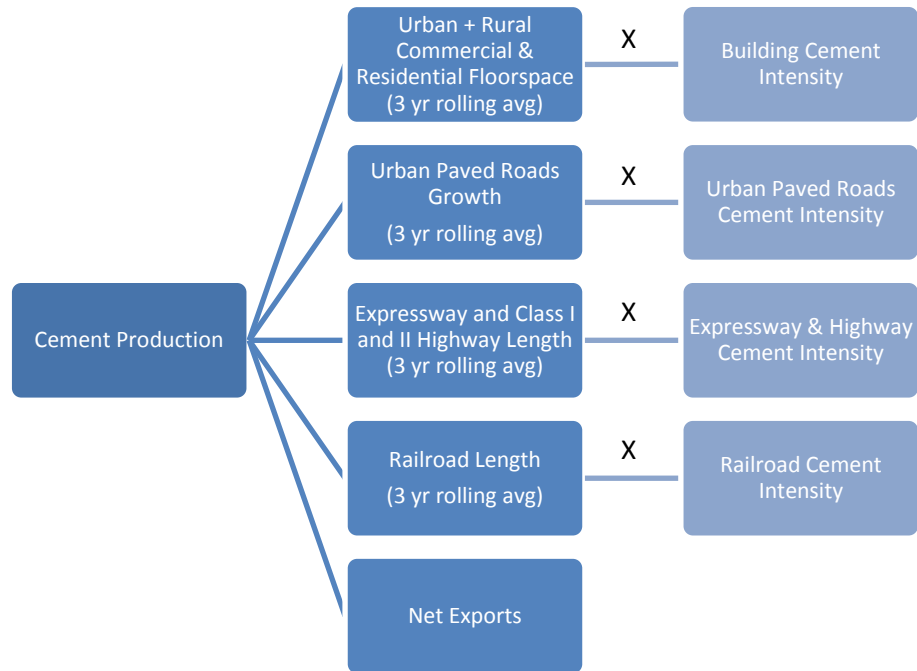 Urban + Rural
Commercial &
Residential Floorspace
(3 yr rolling avg)
X
Building Cement
Intensity
Urban Paved Roads
Growth
(3 yr rolling avg)
X
Urban Paved Roads
Cement Intensity
Cement Production
Expressway and Class I
and II Highway Length
(3 yr rolling avg)
X
Expressway & Highway
Cement Intensity
Railroad Length
(3 yr rolling avg)
X
Railroad Cement
Intensity
Net Exports